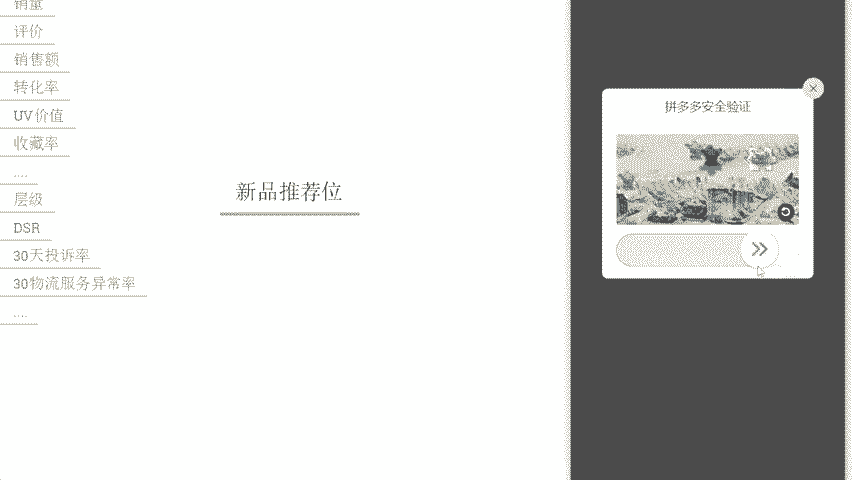 销量
评价
销售额
转化率
UV价值
收藏率
....
层级
DSR
30天投诉率
30物流服务异常率
....
新品推荐位
拼多多安全验证